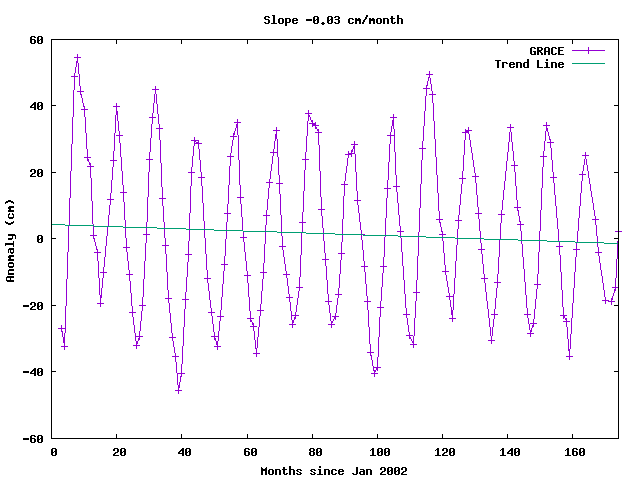 Slope -0.03 cm/month
GRACE
Trend Line
60
40
20
0
-20
-40
-60
Anomaly (cm)
0 20 40 60 80 100 120 140 160
Months since Jan 2002